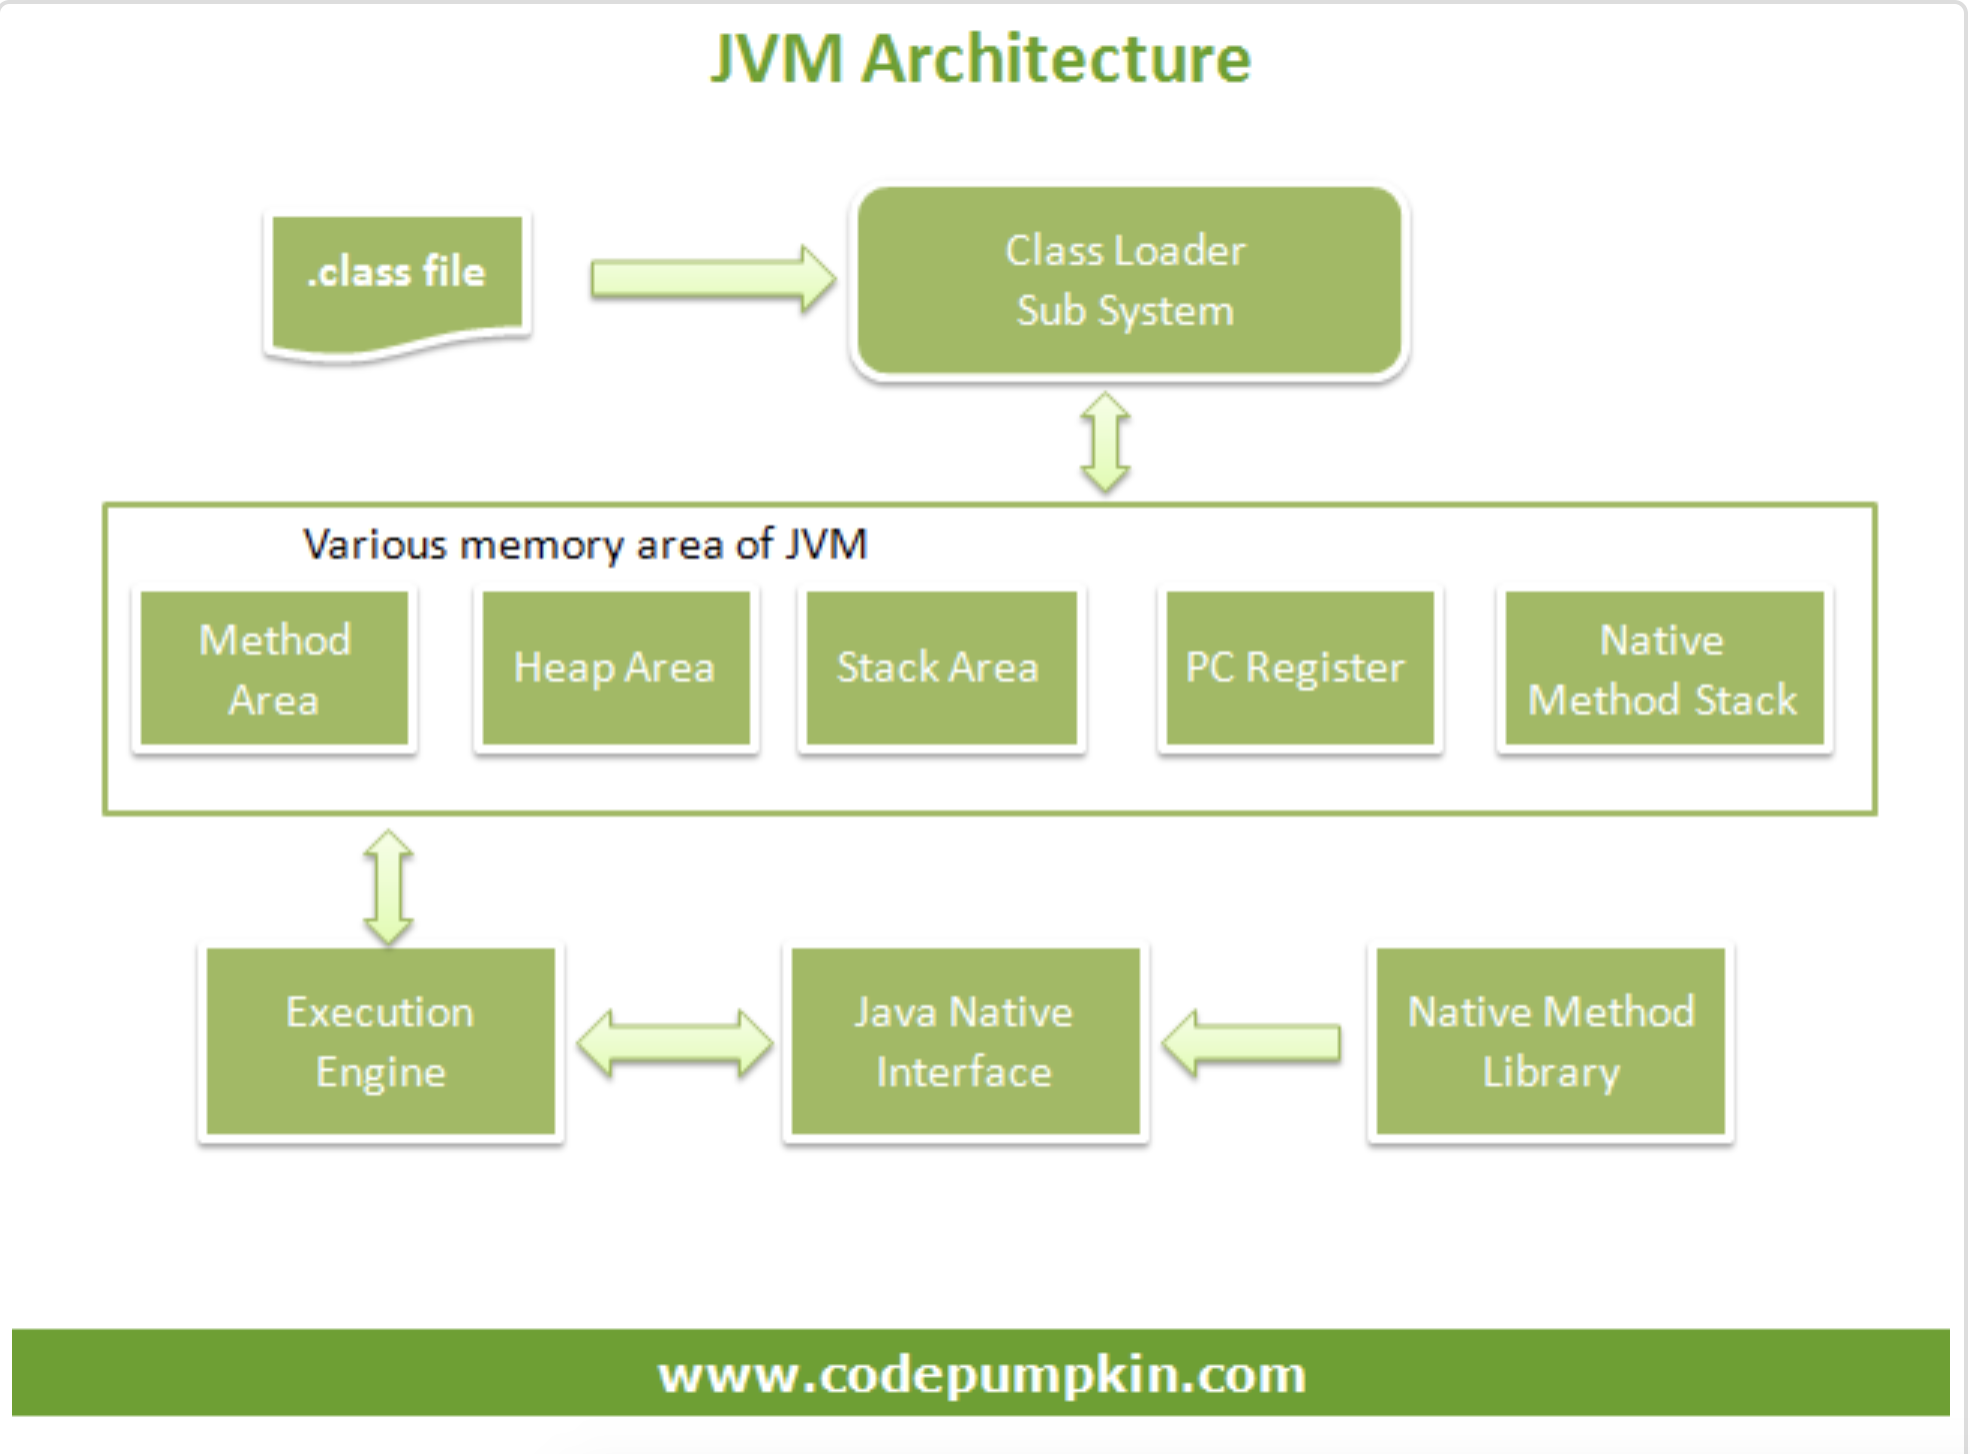 JVM Architecture
.class file
Class Loader
Sub System
Various memory area of JVM
Method
Area
Heap Area
Stack Area
PC Register
Native
Method Stack
Execution
Engine
Java Native
Interface
Native Method
Library
www.codepumpkin.com